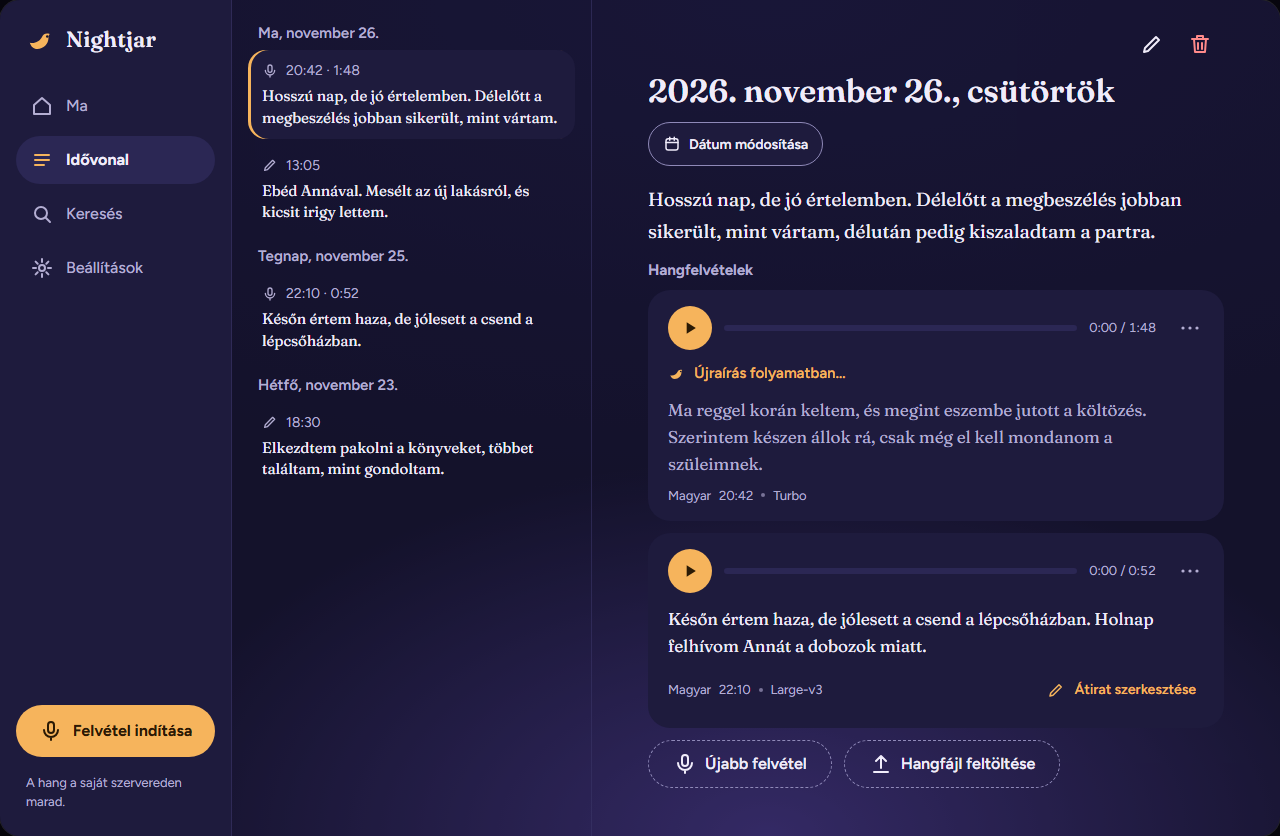 Nightjar
Ma
Idővonal
Keresés
Beállítások
Felvétel indítása
A hang a saját szervereden
marad.
Ma, november 26.
20:42 · 1:48
Hosszú nap, de jó értelemben. Délelőtt a
megbeszélés jobban sikerült, mint vártam.
13:05
Ebéd Annával. Mesélt az új lakásról, és
kicsit irigy lettem.
Tegnap, november 25.
22:10 · 0:52
Későn értem haza, de jólesett a csend a
lépcsőházban.
Hétfő, november 23.
18:30
Elkezdtem pakolni a könyveket, többet
találtam, mint gondoltam.
2026. november 26., csütörtök
Dátum módosítása
Hosszú nap, de jó értelemben. Délelőtt a megbeszélés jobban
sikerült, mint vártam, délután pedig kiszaladtam a partra.
Hangfelvételek
0:00 / 1:48
Újraírás folyamatban…
Ma reggel korán keltem, és megint eszembe jutott a költözés.
Szerintem készen állok rá, csak még el kell mondanom a
szüleimnek.
Magyar 20:42 • Turbo
0:00 / 0:52
Későn értem haza, de jólesett a csend a lépcsőházban. Holnap
felhívom Annát a dobozok miatt.
Magyar 22:10 • Large-v3
Átirat szerkesztése
Újabb felvétel
Hangfájl feltöltése